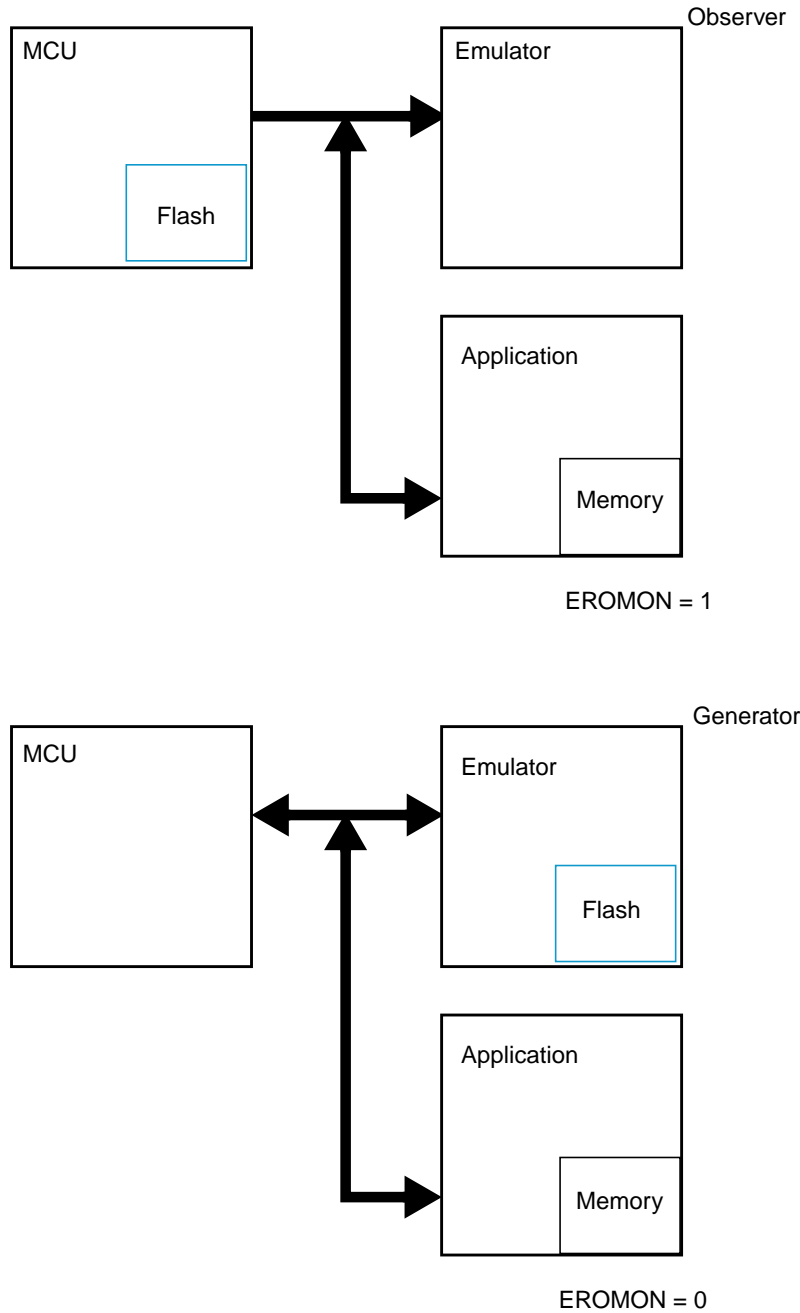 Observer
MCU
Emulator
Flash
Application
Memory
EROMON = 1
Generator
MCU
Emulator
Flash
Application
Memory
EROMON = 0